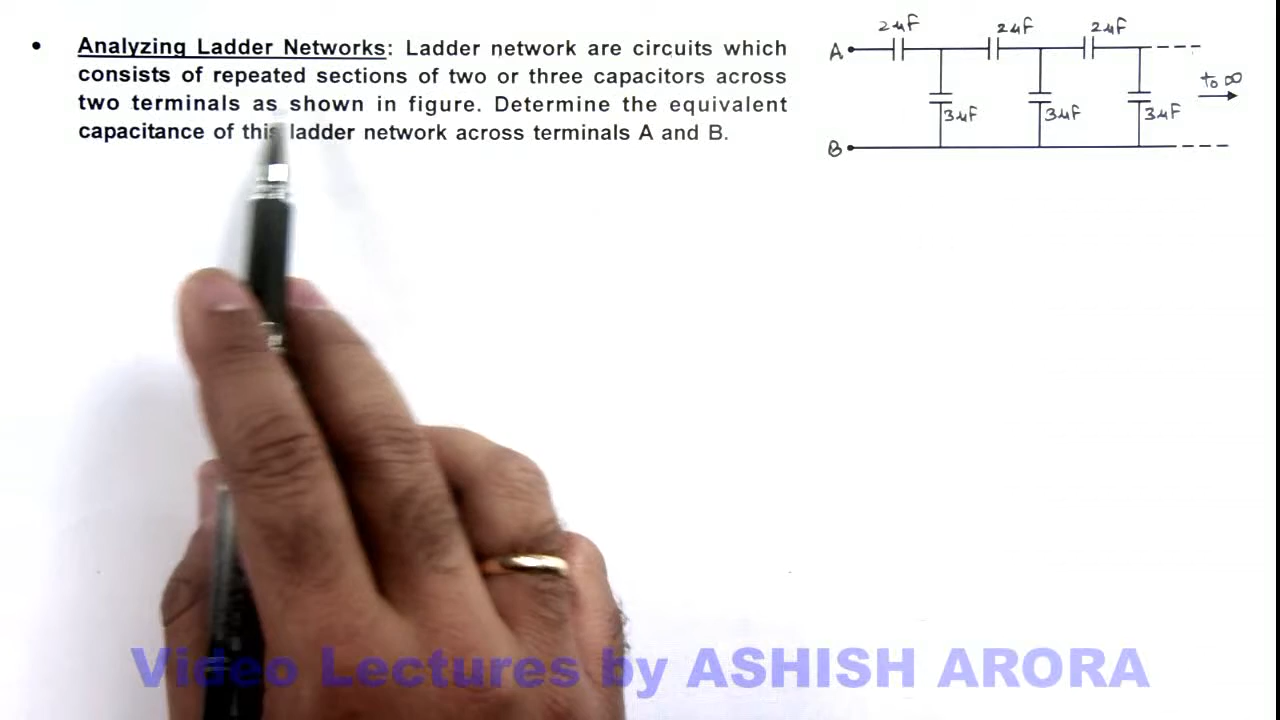 • Analyzing Ladder Networks: Ladder network are circuits which
consists of repeated sections of two or three capacitors across
two terminals as shown in figure. Determine the equivalent
capacitance of this ladder network across terminals A and B.
2μF 2μF 2μF
A
to ∞
3μF 3μF 3μF
B
Video Lectures by ASHISH ARORA